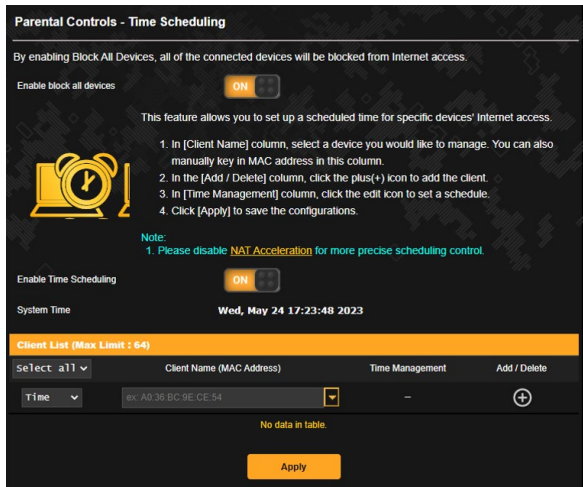 Parental Controls - Time Scheduling
By enabling Block All Devices, all of the connected devices will be blocked from Internet access.
Enable block all devices
ON
This feature allows you to set up a scheduled time for specific devices' Internet access.
1. In [Client Name] column, select a device you would like to manage. You can also
manually key in MAC address in this column.
2. In the [Add / Delete] column, click the plus(+) icon to add the client.
3. In [Time Management] column, click the edit icon to set a schedule.
4. Click [Apply] to save the configurations.
Note:
1. Please disable NAT Acceleration for more precise scheduling control.
Enable Time Scheduling
ON
System Time
Wed, May 24 17:23:48 2023
Client List (Max Limit : 64)
Select all
Client Name (MAC Address)
Time Management
Add / Delete
Time
ex: A0:36:BC:9E:CE:54
–
No data in table.
Apply